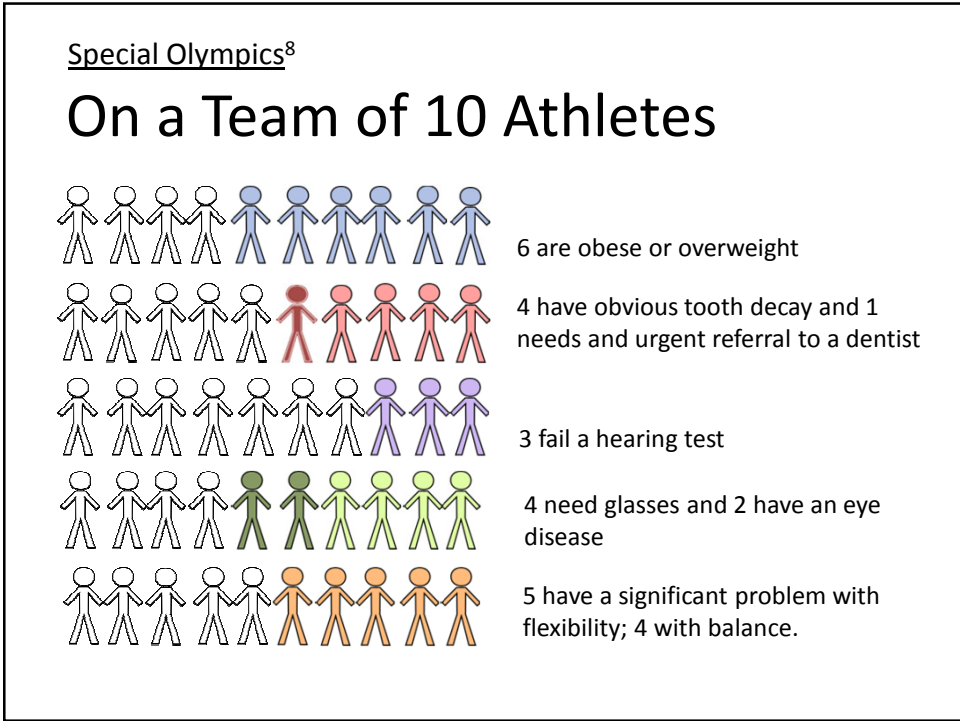 Special Olympics8
On a Team of 10 Athletes
6 are obese or overweight
4 have obvious tooth decay and 1
needs and urgent referral to a dentist
3 fail a hearing test
4 need glasses and 2 have an eye
disease
5 have a significant problem with
flexibility; 4 with balance.